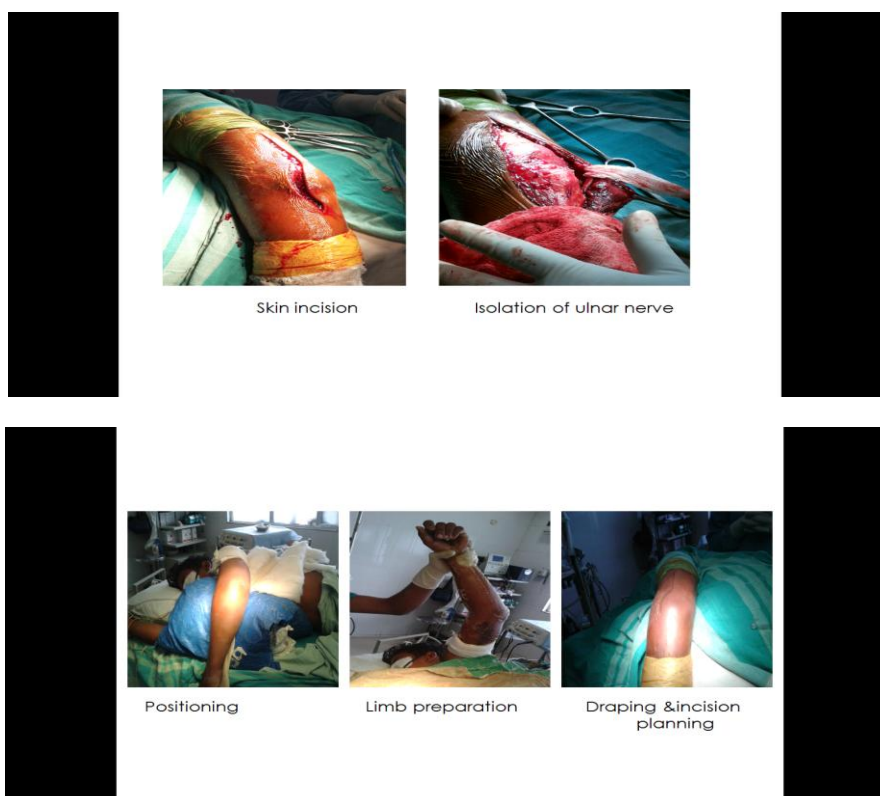 Skin incision
Isolation of ulnar nerve
Positioning
Limb preparation
Draping &incision
planning